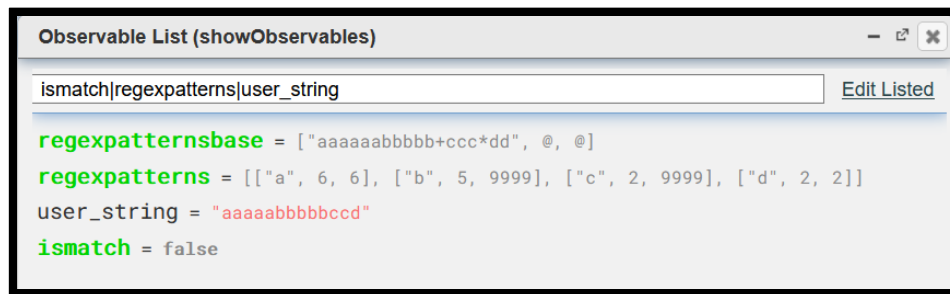 Observable List (showObservables)
ismatch|regexpatterns|user_string Edit Listed
regexpatternsbase = ["aaaaaabbbbb+ccc*dd", @, @]
regexpatterns = [["a", 6, 6], ["b", 5, 9999], ["c", 2, 9999], ["d", 2, 2]]
user_string = "aaaaabbbbbccd"
ismatch = false